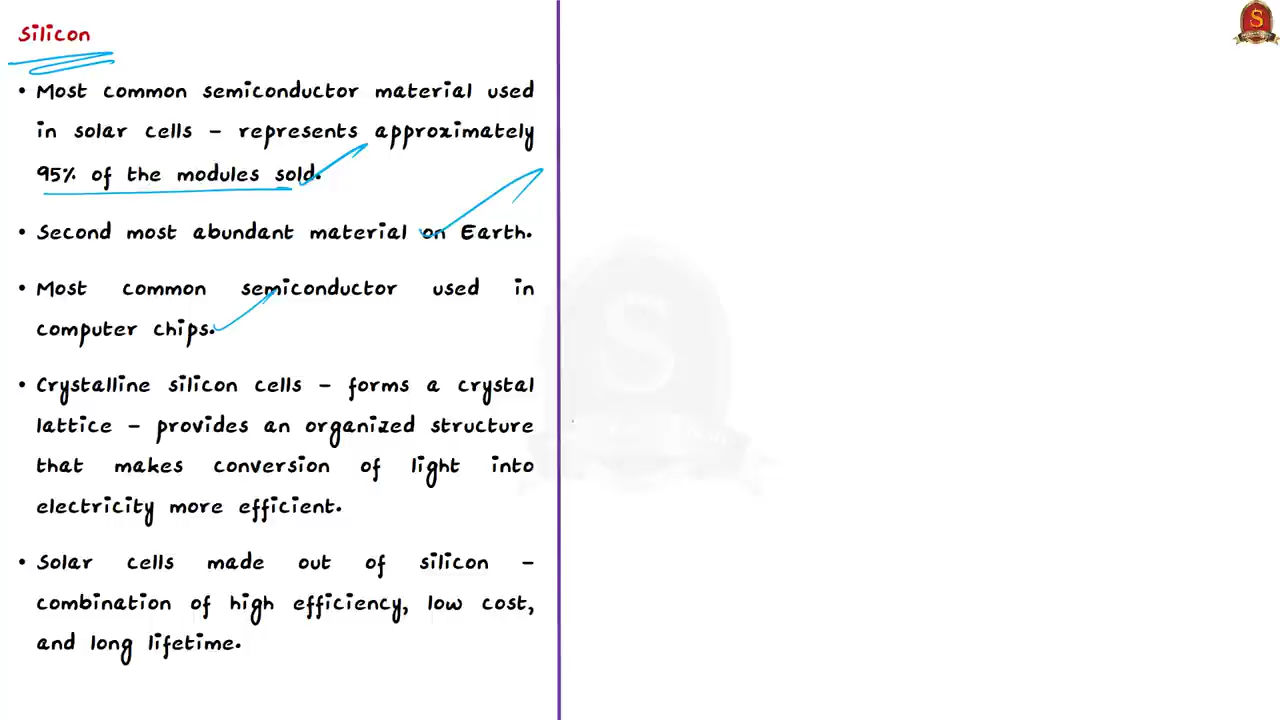 Silicon
• Most common semiconductor material used
in solar cells – represents approximately
95% of the modules sold.
• Second most abundant material on Earth.
• Most common semiconductor used in
computer chips.
• Crystalline silicon cells – forms a crystal
lattice – provides an organized structure
that makes conversion of light into
electricity more efficient.
• Solar cells made out of silicon –
combination of high efficiency, low cost,
and long lifetime.
S
S